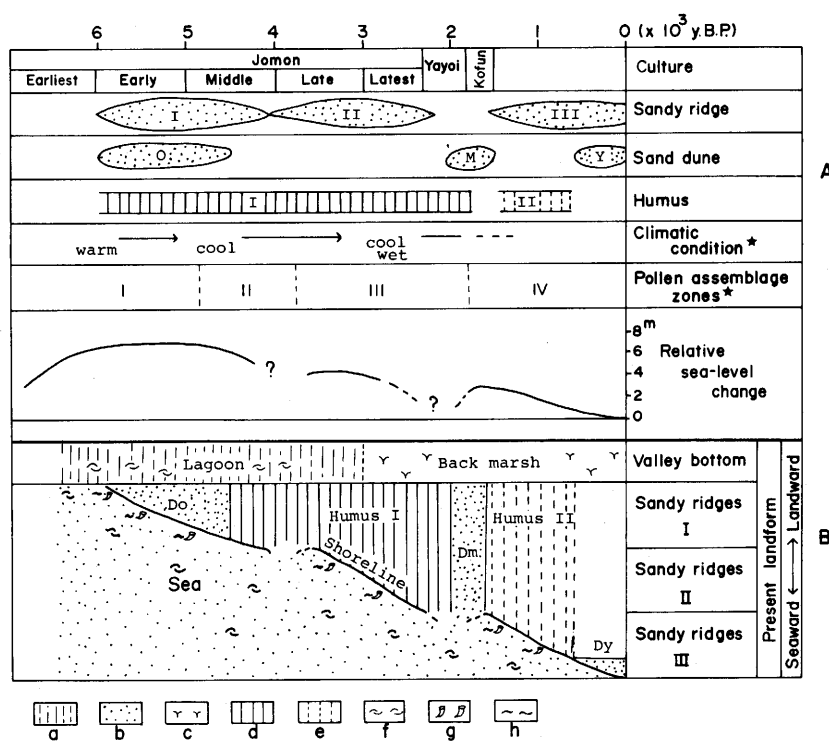 6 5 4 3 2 1 0 (x 10³ y.B.P.)
Jomon Yayoi Kofun Culture
Earliest Early Middle Late Latest
I II III Sandy ridge
O M Y Sand dune
I II Humus
warm cool cool wet Climatic condition★
I II III IV Pollen assemblage zones★
A
8m
6
4
2
0
? ?
Relative
sea-level
change
Lagoon Back marsh Valley bottom
Do Humus I Dm Humus II Sandy ridges
I
Shoreline
Sea
Sandy ridges
II
Dy Sandy ridges
III
Present landform
Seaward Landward
B
a b c d e f g h